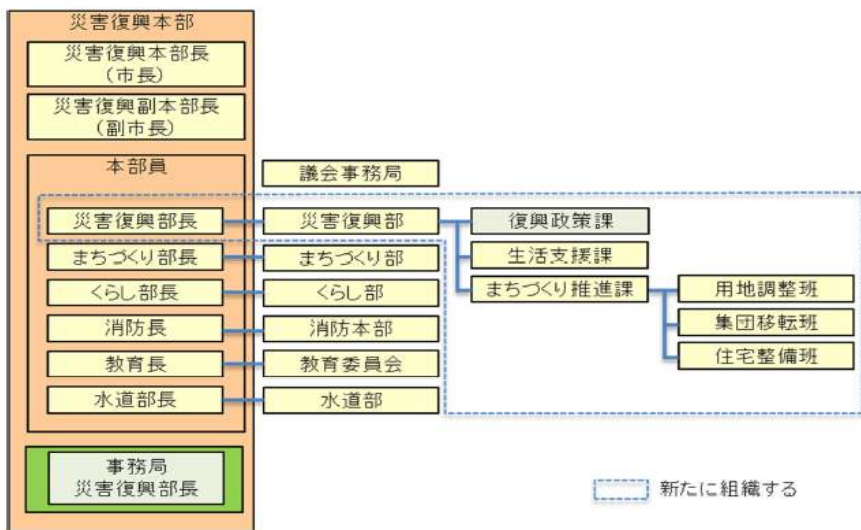 災害復興本部
災害復興本部長
(市長)
災害復興副本部長
(副市長)
本部員
議会事務局
災害復興部長
災害復興部
復興政策課
生活支援課
まちづくり部長
まちづくり部
まちづくり推進課
用地調整班
くらし部長
くらし部
集団移転班
消防長
消防本部
住宅整備班
教育長
教育委員会
水道部長
水道部
事務局
災害復興部長
新たに組織する